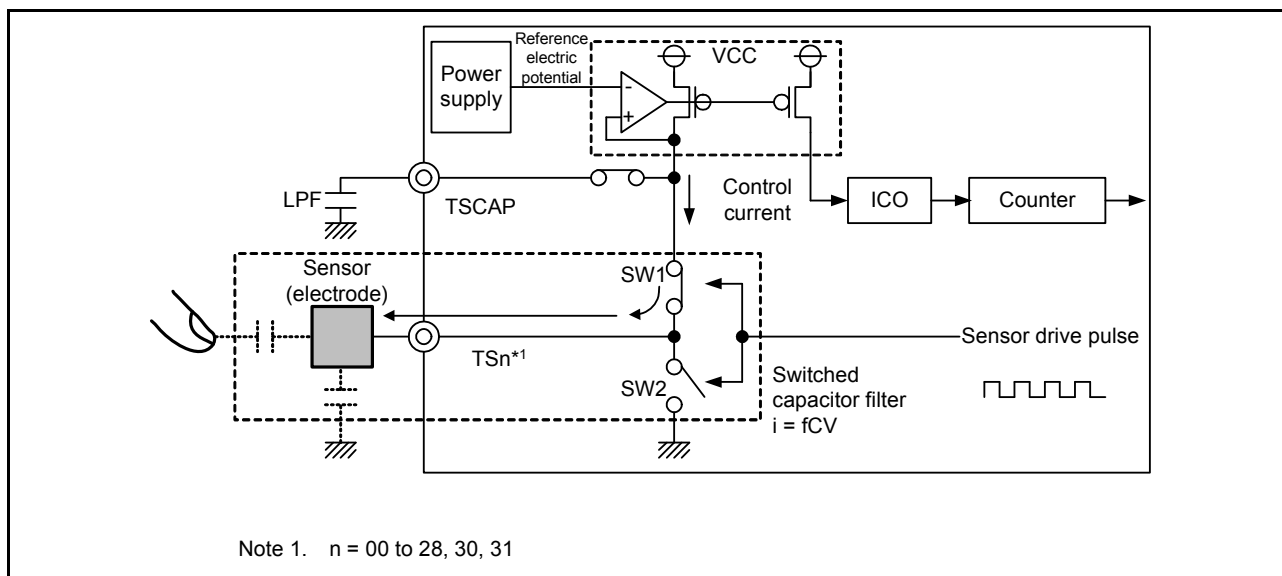 Power
supply
Reference
electric
potential
-
+
VCC
LPF
TSCAP
Control
current
ICO
Counter
Sensor
(electrode)
SW1
TSn*1
SW2
Sensor drive pulse
Switched
capacitor filter
i = fCV
Note 1. n = 00 to 28, 30, 31